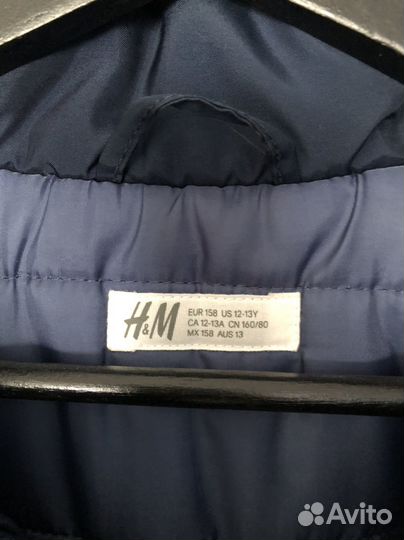 H&M
EUR 158 US 12-13Y
CA 12-13A CN 160/80
MX 158 AUS 13
Avito